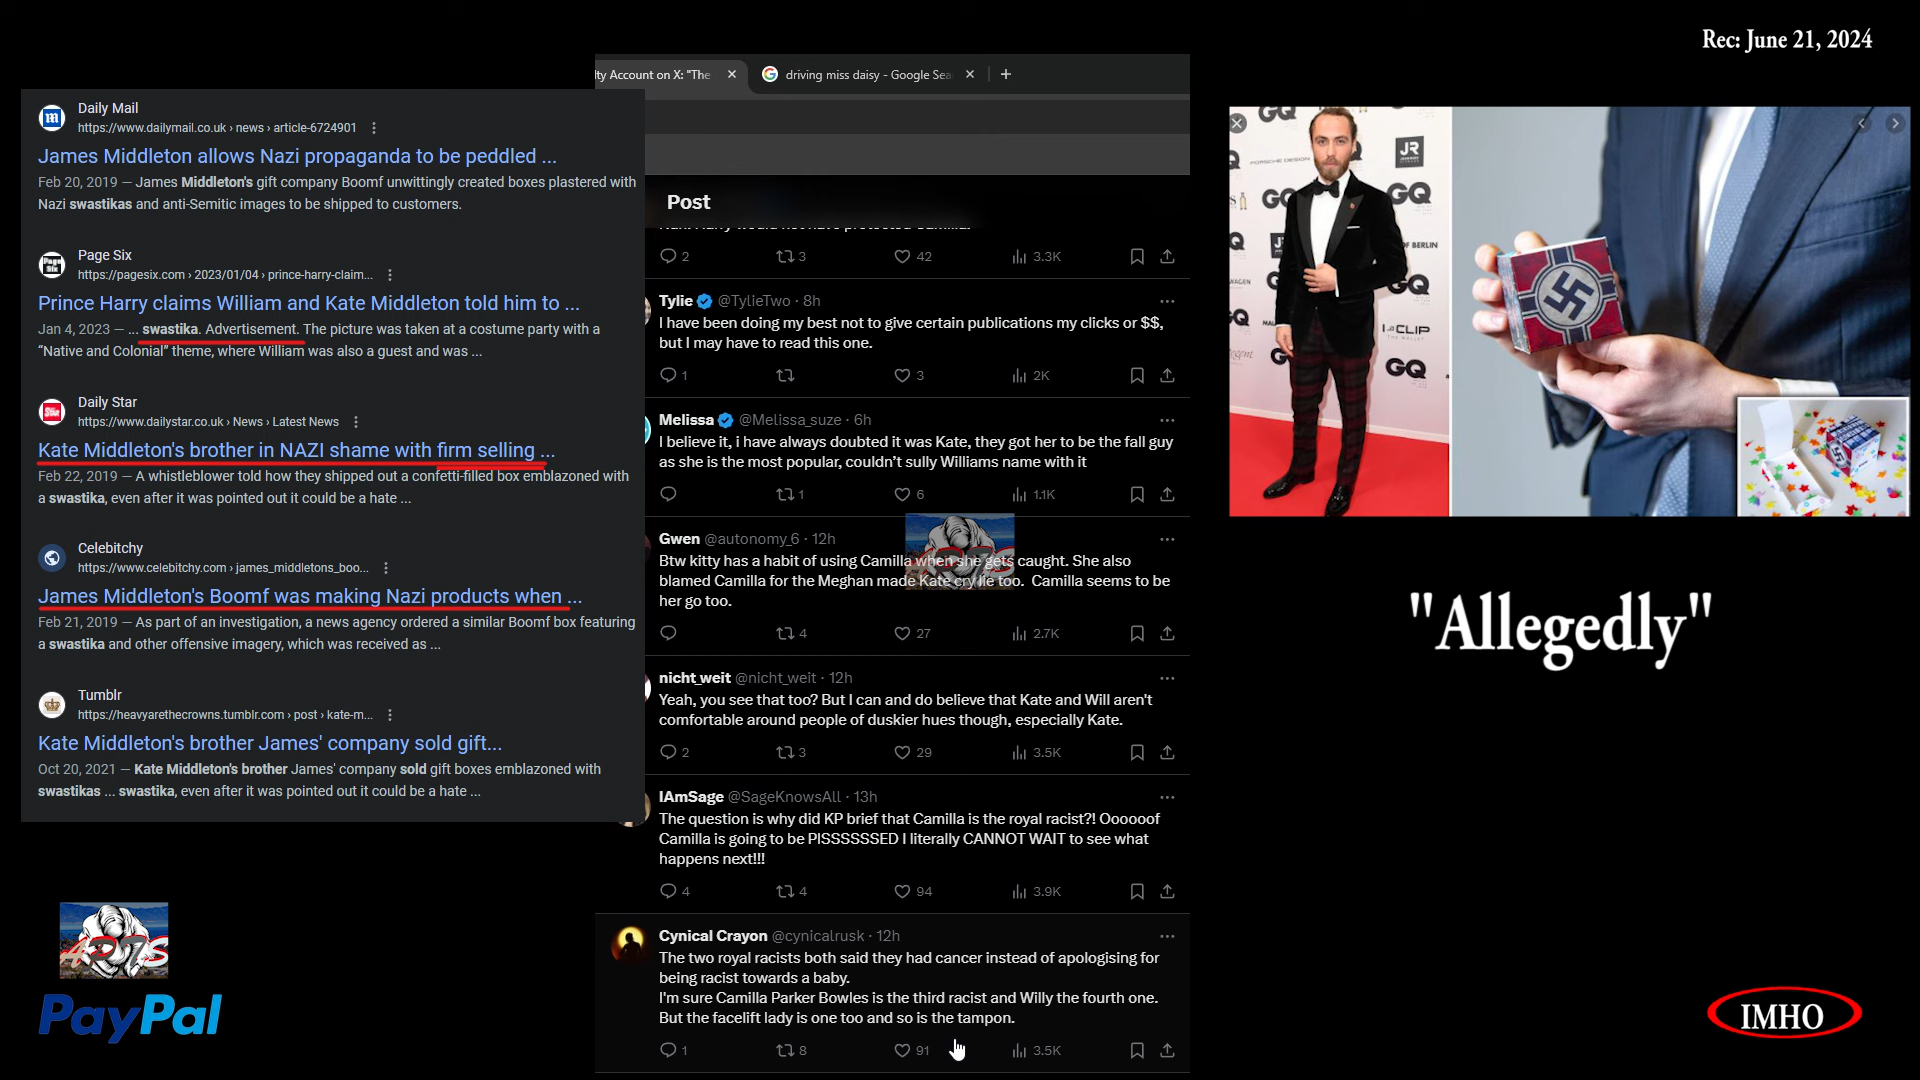 Rec: June 21, 2024
lty Account on X: "The
driving miss daisy - Google Sea
Daily Mail
https://www.dailymail.co.uk › news › article-6724901
James Middleton allows Nazi propaganda to be peddled ...
Feb 20, 2019 — James Middleton's gift company Boomf unwittingly created boxes plastered with
Nazi swastikas and anti-Semitic images to be shipped to customers.
Page Six
https://pagesix.com › 2023/01/04 › prince-harry-claim...
Prince Harry claims William and Kate Middleton told him to ...
Jan 4, 2023 — ... swastika. Advertisement. The picture was taken at a costume party with a
“Native and Colonial” theme, where William was also a guest and was ...
Daily Star
https://www.dailystar.co.uk › News › Latest News
Kate Middleton's brother in NAZI shame with firm selling ...
Feb 22, 2019 — A whistleblower told how they shipped out a confetti-filled box emblazoned with
a swastika, even after it was pointed out it could be a hate ...
Celebitchy
https://www.celebitchy.com › james_middletons_boo...
James Middleton's Boomf was making Nazi products when ...
Feb 21, 2019 — As part of an investigation, a news agency ordered a similar Boomf box featuring
a swastika and other offensive imagery, which was received as ...
Tumblr
https://heavyarethecrowns.tumblr.com › post › kate-m...
Kate Middleton's brother James' company sold gift...
Oct 20, 2021 — Kate Middleton's brother James' company sold gift boxes emblazoned with
swastikas ... swastika, even after it was pointed out it could be a hate ...
PayPal
Post
2 3 42 3.3K
Tylie @TylieTwo · 8h
I have been doing my best not to give certain publications my clicks or $$,
but I may have to read this one.
1 3 2K
Melissa @Melissa_suze · 6h
I believe it, i have always doubted it was Kate, they got her to be the fall guy
as she is the most popular, couldn’t sully Williams name with it
1 6 1.1K
Gwen @autonomy_6 · 12h
Btw kitty has a habit of using Camilla when she gets caught. She also
blamed Camilla for the Meghan made Kate cry lie too. Camilla seems to be
her go too.
4 27 2.7K
nicht_weit @nicht_weit · 12h
Yeah, you see that too? But I can and do believe that Kate and Will aren't
comfortable around people of duskier hues though, especially Kate.
2 3 29 3.5K
IAmSage @SageKnowsAll · 13h
The question is why did KP brief that Camilla is the royal racist?! Oooooof
Camilla is going to be PISSSSSSED I literally CANNOT WAIT to see what
happens next!!!
4 4 94 3.9K
Cynical Crayon @cynicalrusk · 12h
The two royal racists both said they had cancer instead of apologising for
being racist towards a baby.
I'm sure Camilla Parker Bowles is the third racist and Willy the fourth one.
But the facelift lady is one too and so is the tampon.
1 8 91 3.5K
GQ
PORSCHE DESIGN
JR
GQ
OF BERLIN
I-CLIP
GQ
"Allegedly"
IMHO